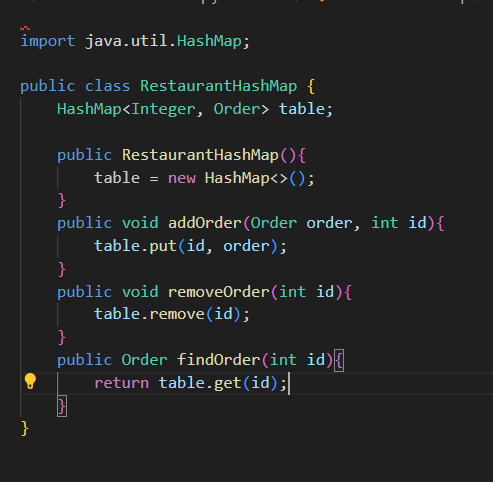 import java.util.HashMap;
public class RestaurantHashMap {
    HashMap<Integer, Order> table;
    public RestaurantHashMap(){
        table = new HashMap<>();
    }
    public void addOrder(Order order, int id){
        table.put(id, order);
    }
    public void removeOrder(int id){
        table.remove(id);
    }
    public Order findOrder(int id){
        return table.get(id);
    }
}